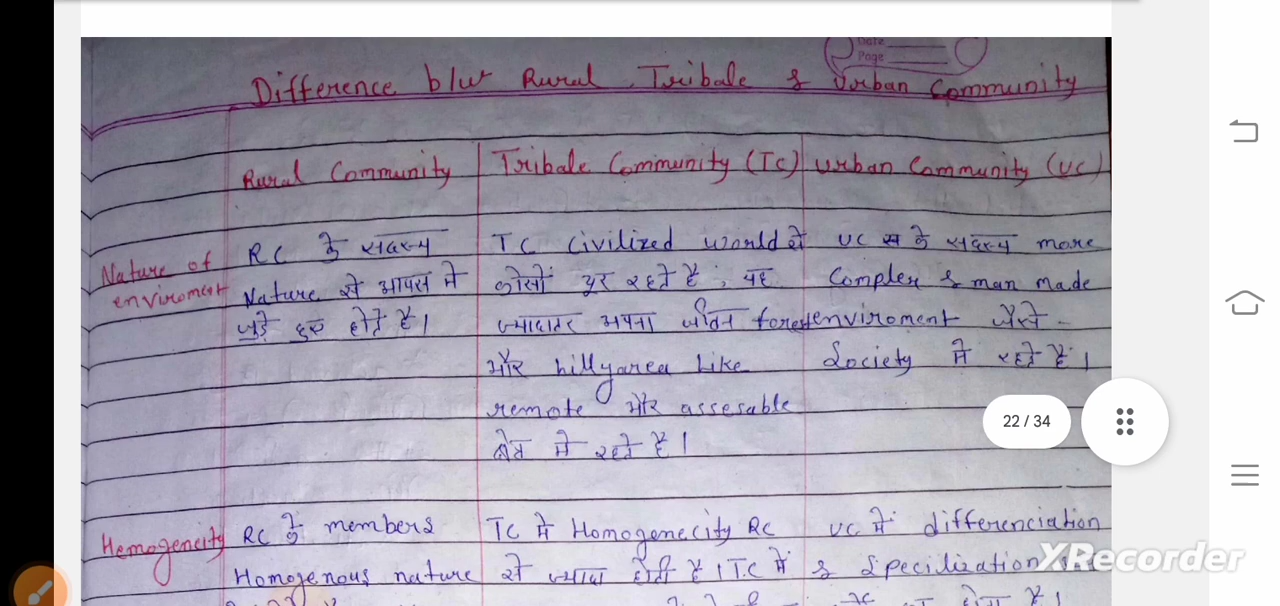 Date
Page
Difference b/w Rural, Tribale & Urban Community
Rural Community Tribale Community (TC) Urban Community (UC)
Nature of enviroment
RC के सदस्य
Nature से आपस मे
जुड़े हुए होते है।
TC Civilized world से
कोसों दूर रहते है, यह
ज्यादातर अपना जीवन forest
और hillyarea like
remote और assesable
क्षेत्र मे रहते है।
UC के सदस्य more
Complex & man made
enviroment जैसे
Society मे रहते है।
22 / 34
Hemogeneity
RC के members
Homogenous nature
TC मे Homogenecity RC
से ज्यादा होती है। TC मे
UC मे differenciation
& Specilization
XRecorder